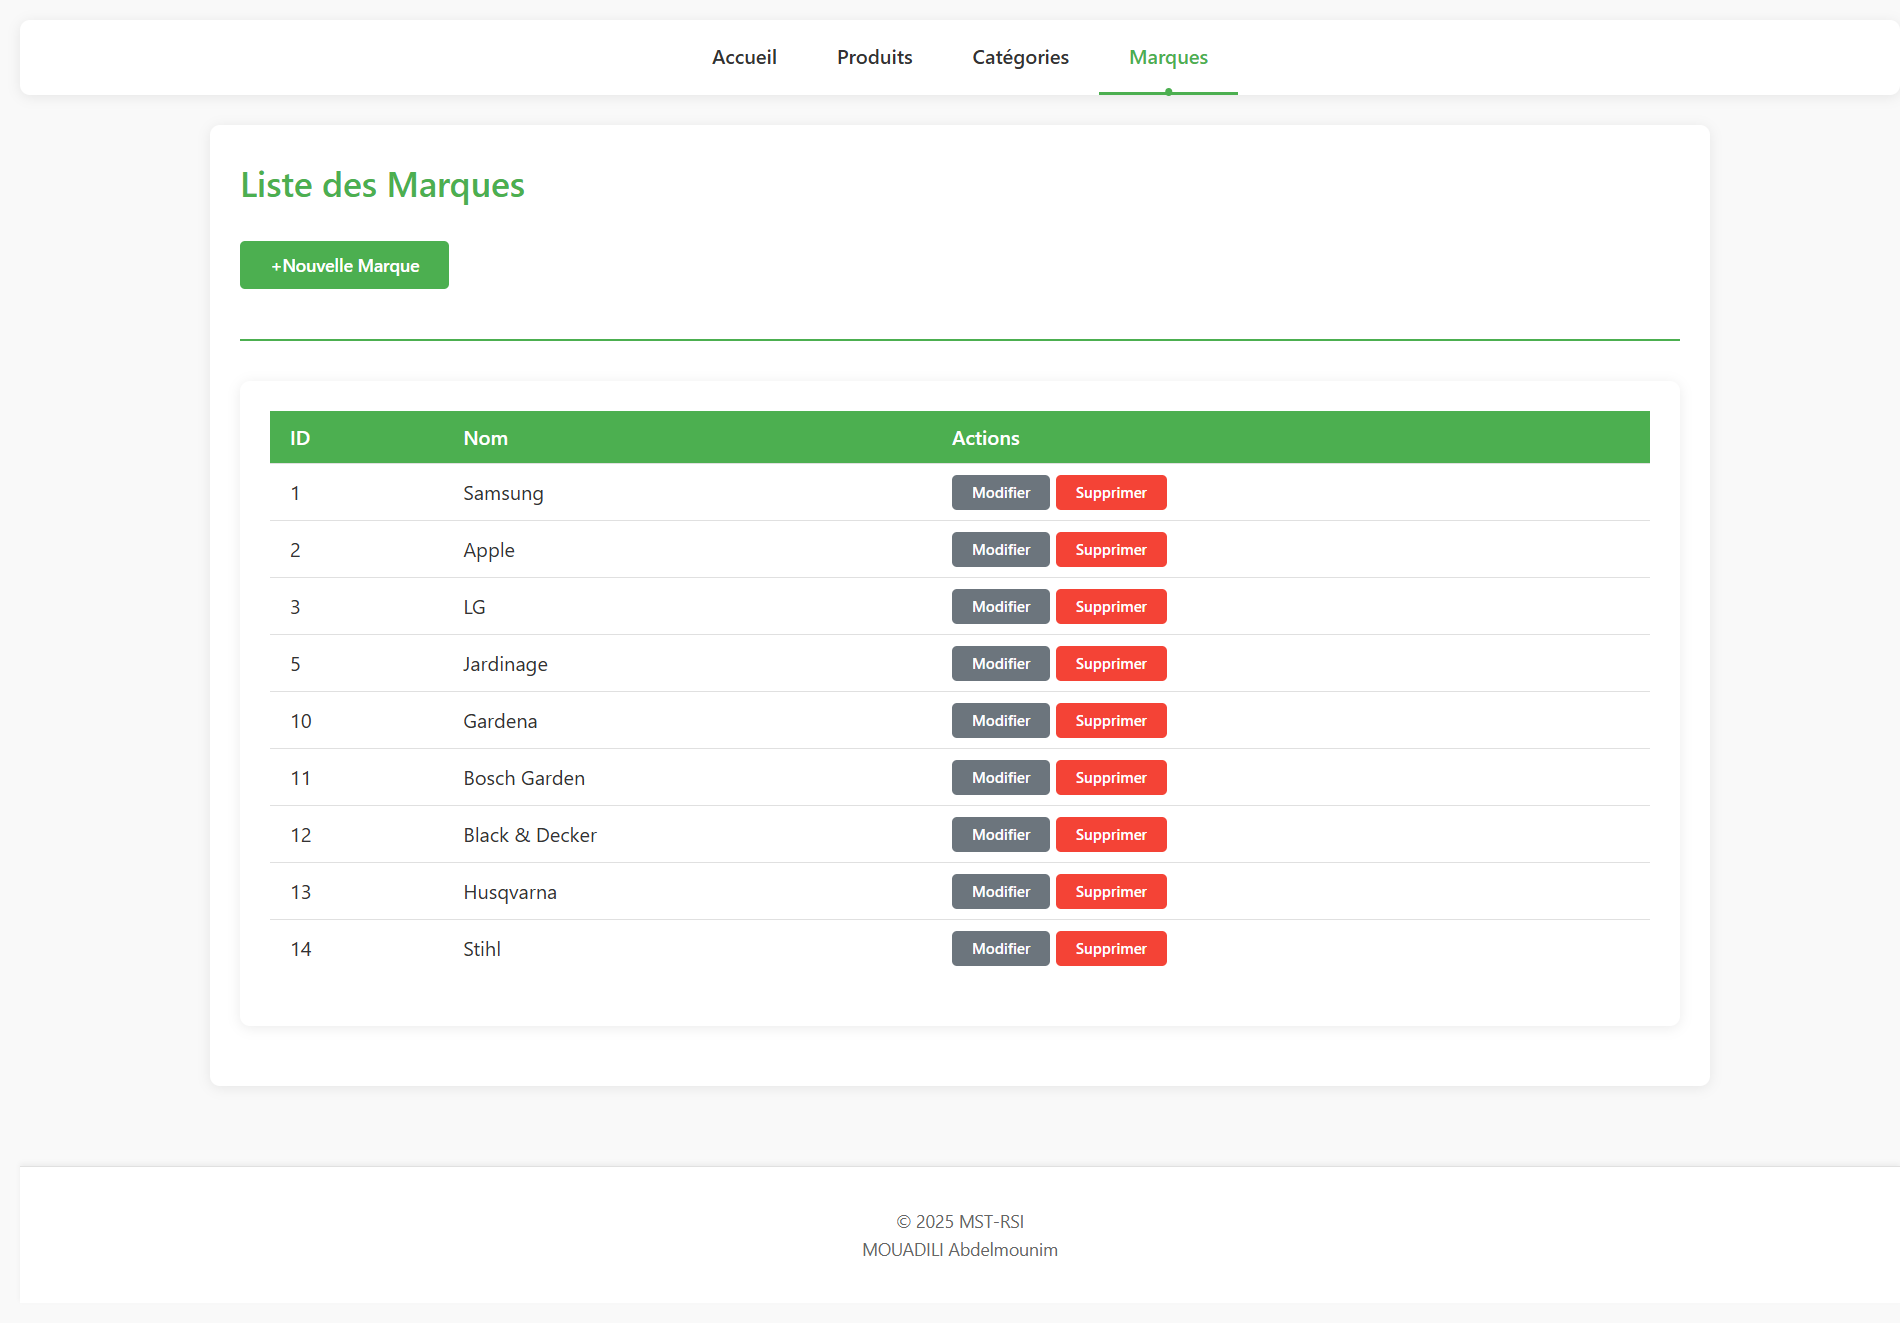 Accueil Produits Catégories Marques
Liste des Marques
+Nouvelle Marque
ID Nom Actions
1 Samsung Modifier Supprimer
2 Apple Modifier Supprimer
3 LG Modifier Supprimer
5 Jardinage Modifier Supprimer
10 Gardena Modifier Supprimer
11 Bosch Garden Modifier Supprimer
12 Black & Decker Modifier Supprimer
13 Husqvarna Modifier Supprimer
14 Stihl Modifier Supprimer
© 2025 MST-RSI
MOUADILI Abdelmounim